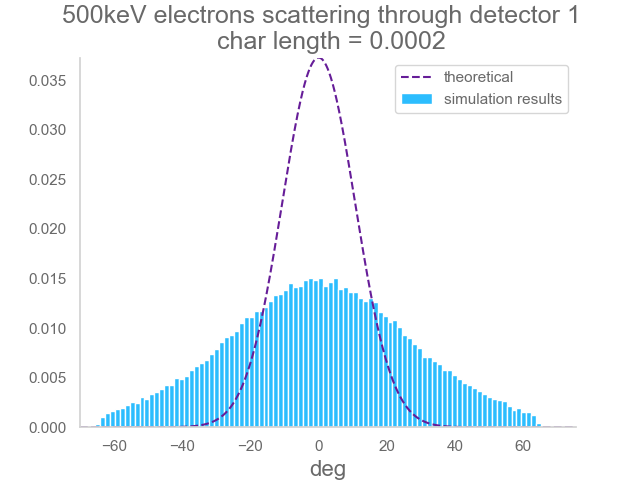 500keV electrons scattering through detector 1
char length = 0.0002
theoretical
simulation results
0.035
0.030
0.025
0.020
0.015
0.010
0.005
0.000
−60 −40 −20 0 20 40 60
deg